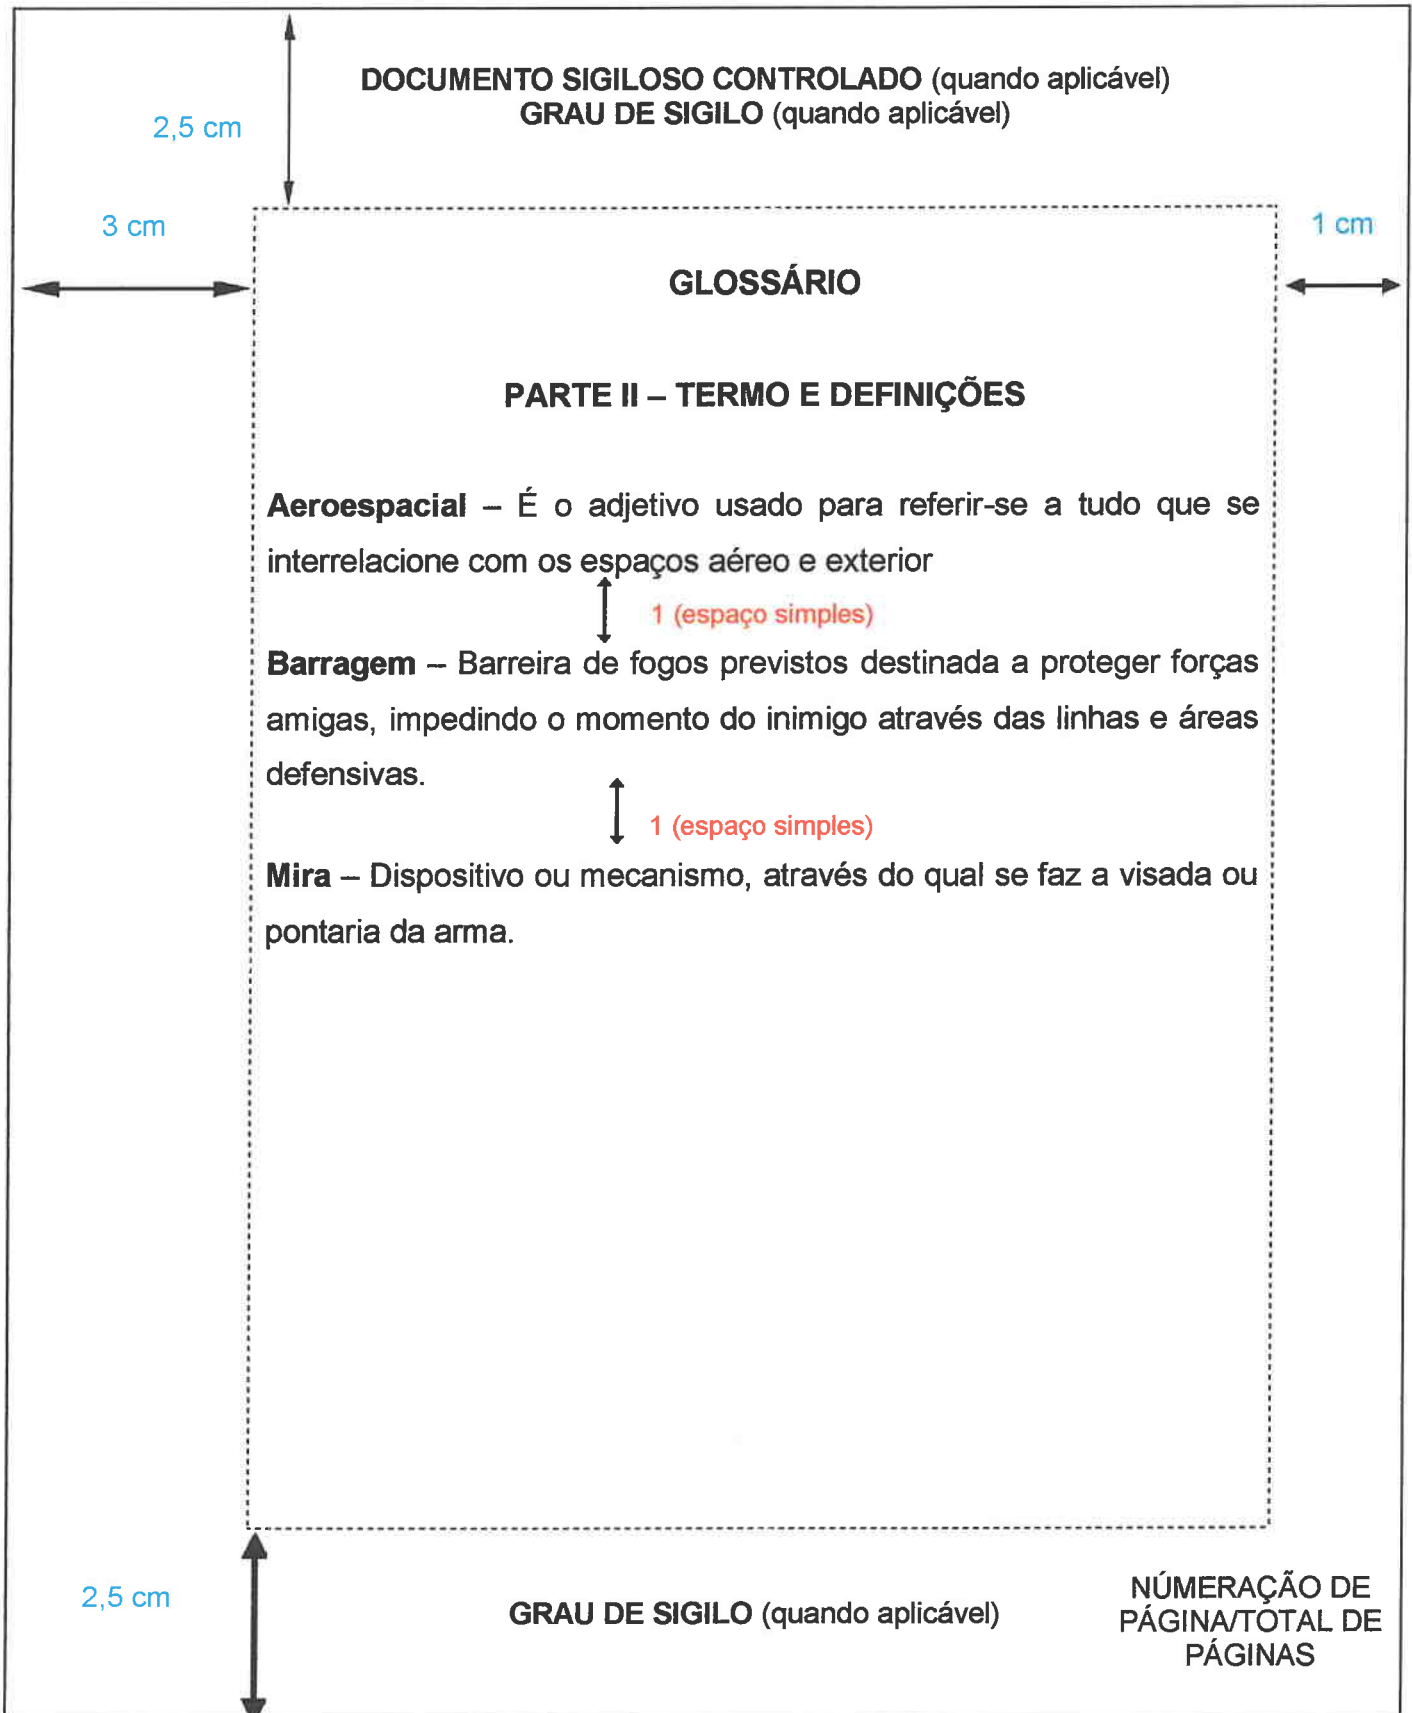 DOCUMENTO SIGILOSO CONTROLADO (quando aplicável)
GRAU DE SIGILO (quando aplicável)
2,5 cm
3 cm
1 cm
GLOSSÁRIO
PARTE II – TERMO E DEFINIÇÕES
Aeroespacial – É o adjetivo usado para referir-se a tudo que se
interrelacione com os espaços aéreo e exterior
1 (espaço simples)
Barragem – Barreira de fogos previstos destinada a proteger forças
amigas, impedindo o momento do inimigo através das linhas e áreas
defensivas.
1 (espaço simples)
Mira – Dispositivo ou mecanismo, através do qual se faz a visada ou
pontaria da arma.
2,5 cm
GRAU DE SIGILO (quando aplicável)
NÚMERAÇÃO DE
PÁGINA/TOTAL DE
PÁGINAS